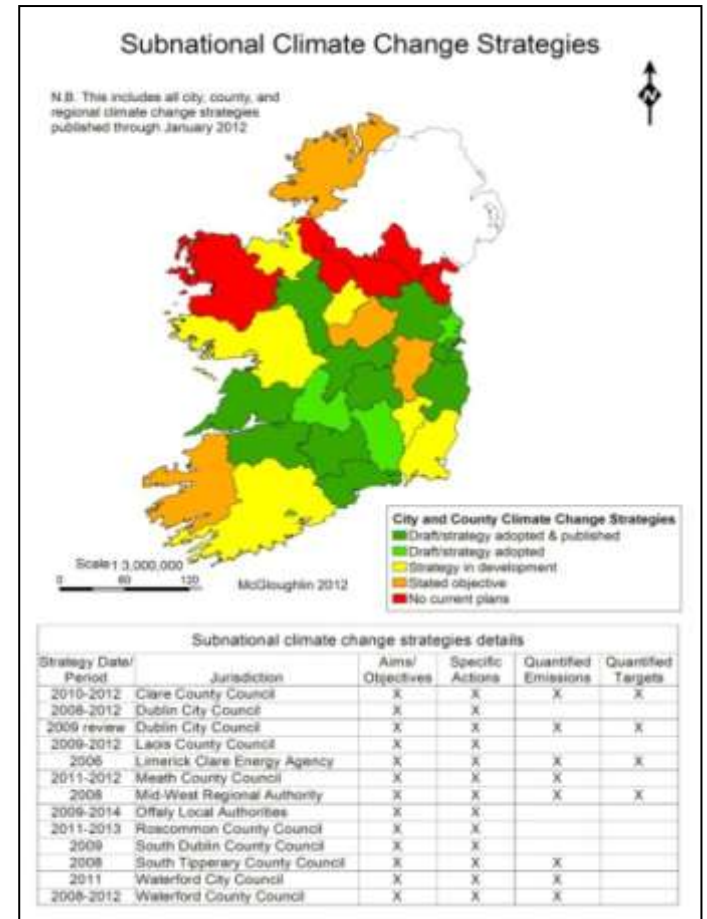 Subnational Climate Change Strategies
N
N.B. This includes all city, county, and
regional climate change strategies
published through January 2012
City and County Climate Change Strategies
Draft/strategy adopted & published
Draft/strategy adopted
Strategy in development
Stated objective
No current plans
Scale 1:3,000,000
0 60 120
McGloughlin 2012
Subnational climate change strategies details
Strategy Date/ Period Jurisdiction Aims/ Objectives Specific Actions Quantified Emissions Quantified Targets
2010-2012 Clare County Council X X X X
2008-2012 Dublin City Council X X
2009 review Dublin City Council X X X X
2009-2012 Laois County Council X X
2006 Limerick Clare Energy Agency X X X X
2011-2012 Meath County Council X X X
2008 Mid-West Regional Authority X X X X
2009-2014 Offaly Local Authorities X X
2011-2013 Roscommon County Council X X
2009 South Dublin County Council X X
2008 South Tipperary County Council X X X
2011 Waterford City Council X X X
2008-2012 Waterford County Council X X X